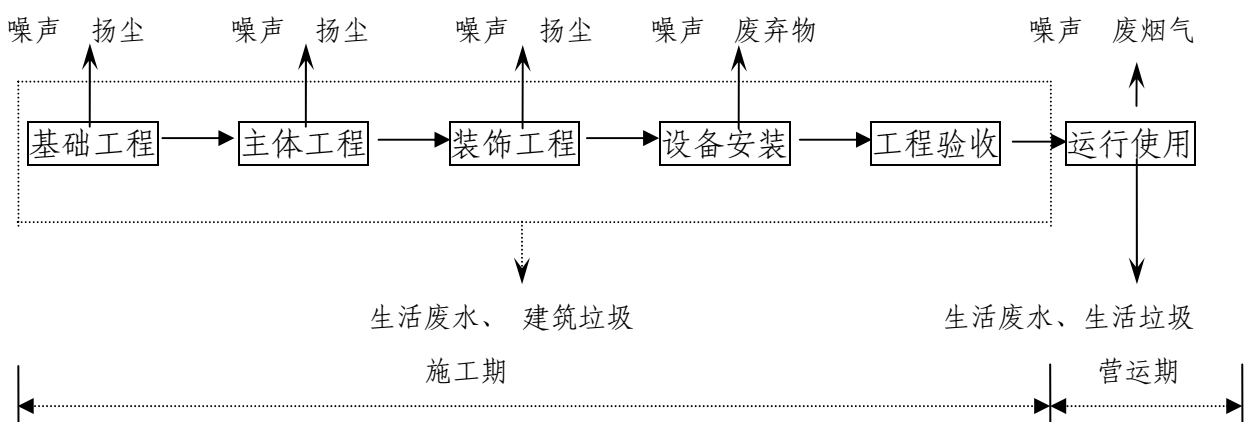 噪声 扬尘 噪声 扬尘 噪声 扬尘 噪声 废弃物 噪声 废烟气
基础工程 主体工程 装饰工程 设备安装 工程验收 运行使用
生活废水、 建筑垃圾 生活废水、生活垃圾
施工期 营运期